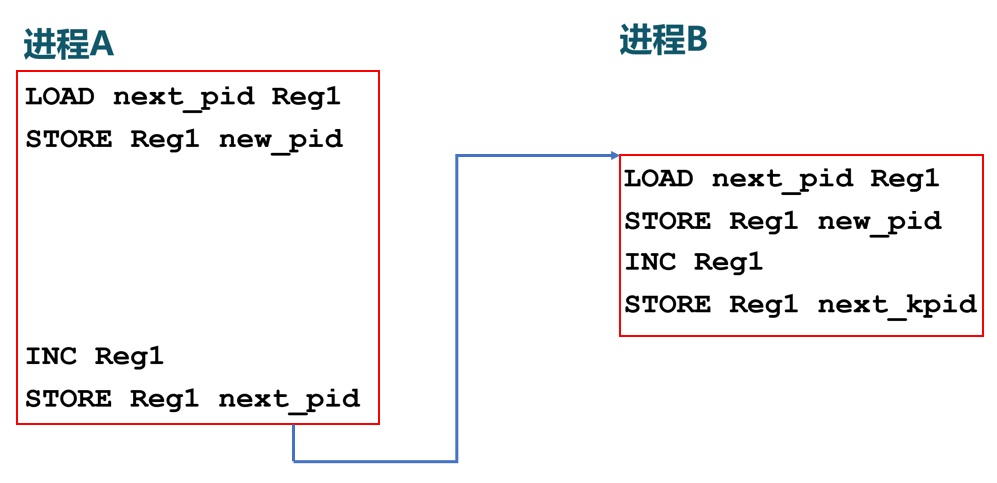 进程A
LOAD next_pid Reg1
STORE Reg1 new_pid
INC Reg1
STORE Reg1 next_pid
进程B
LOAD next_pid Reg1
STORE Reg1 new_pid
INC Reg1
STORE Reg1 next_kpid